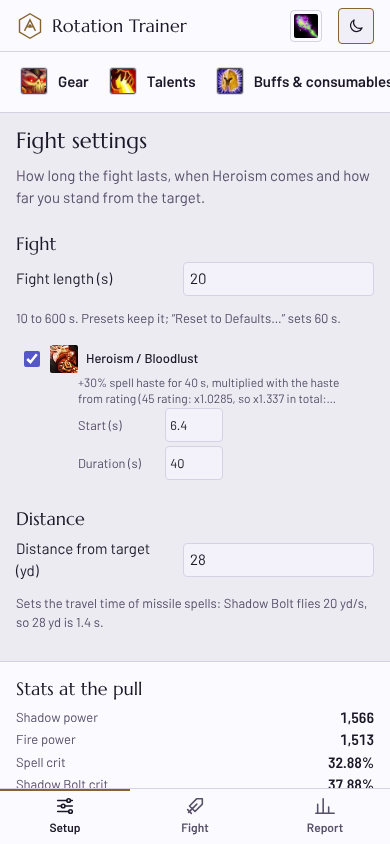 Rotation Trainer
Gear
Talents
Buffs & consumables
Fight settings
How long the fight lasts, when Heroism comes and how
far you stand from the target.
Fight
Fight length (s)
20
10 to 600 s. Presets keep it; “Reset to Defaults…” sets 60 s.
Heroism / Bloodlust
+30% spell haste for 40 s, multiplied with the haste
from rating (45 rating: x1.0285, so x1.337 in total:…
Start (s)
6.4
Duration (s)
40
Distance
Distance from target
(yd)
28
Sets the travel time of missile spells: Shadow Bolt flies 20 yd/s,
so 28 yd is 1.4 s.
Stats at the pull
Shadow power
1,566
Fire power
1,513
Spell crit
32.88%
Shadow Bolt crit
37.88%
Setup
Fight
Report